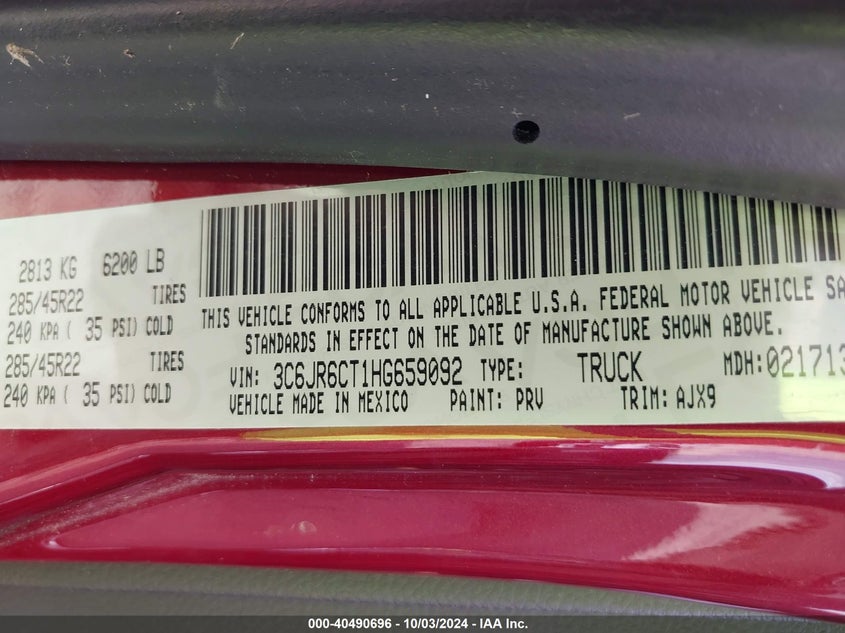 2813 KG 6200 LB
285/45R22 TIRES
240 KPA ( 35 PSI) COLD
285/45R22 TIRES
240 KPA ( 35 PSI) COLD
THIS VEHICLE CONFORMS TO ALL APPLICABLE U.S.A. FEDERAL MOTOR VEHICLE SA
STANDARDS IN EFFECT ON THE DATE OF MANUFACTURE SHOWN ABOVE.
VIN: 3C6JR6CT1HG659092 TYPE: TRUCK MDH: 021713
VEHICLE MADE IN MEXICO PAINT: PRV TRIM: AJX9
000-40490696 - 10/03/2024 - IAA Inc.